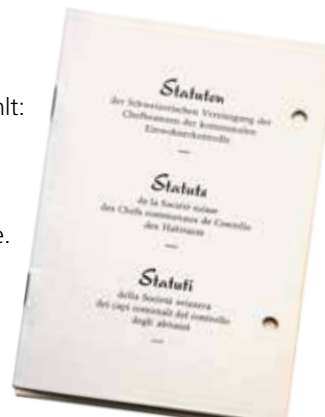 hlt:
e.
Statuten
der Schweizerischen Vereinigung der
Chefbeamten der kommunalen
Einwohnerkontrolle
Statuts
de la Société suisse
des Chefs communaux de Contrôle
des Habitants
Statuti
della Società svizzera
dei capi comunali del controllo
degli abitanti